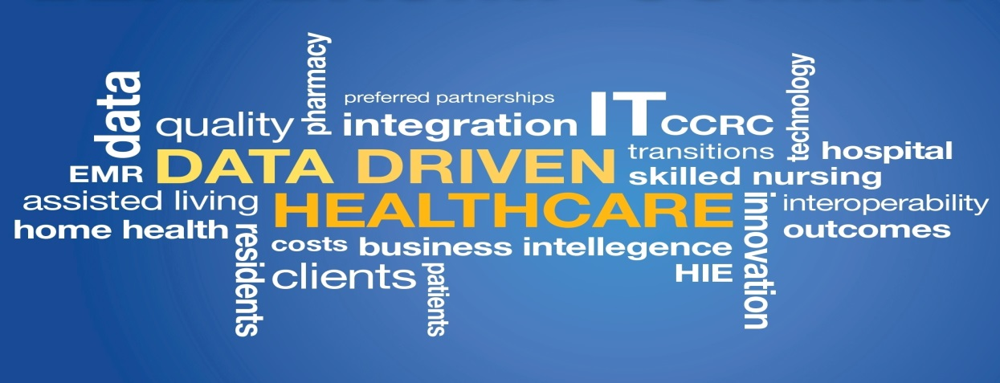 data
pharmacy
preferred partnerships
IT
technology
quality
integration
CCRC
EMR
DATA DRIVEN
transitions
hospital
skilled nursing
assisted living
HEALTHCARE
innovation
interoperability
home health
residents
costs
business intellegence
outcomes
clients
patients
HIE